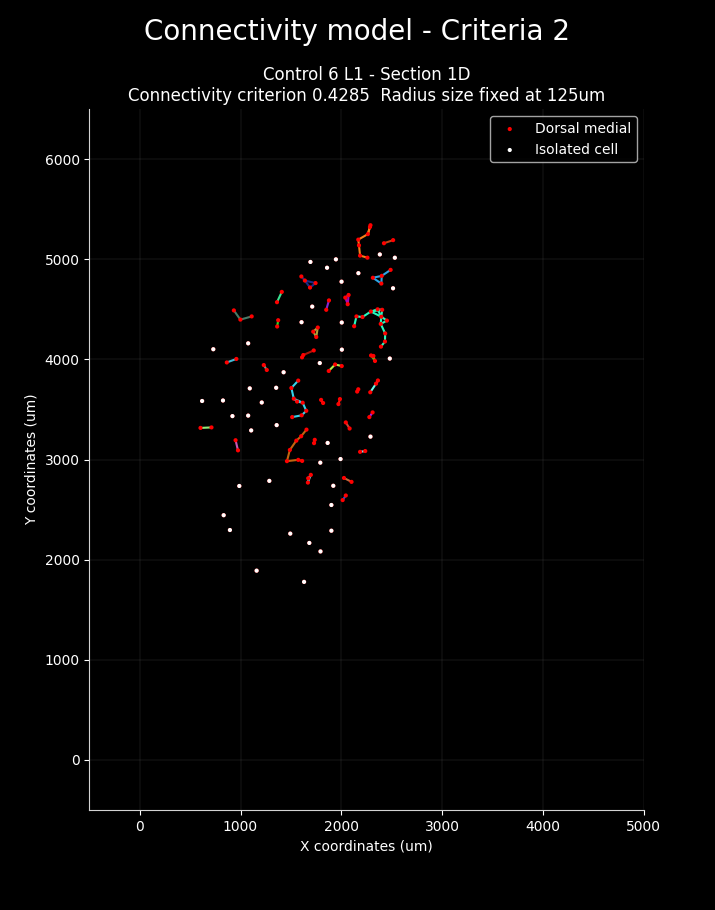 Connectivity model - Criteria 2
Control 6 L1 - Section 1D
Connectivity criterion 0.4285  Radius size fixed at 125um
Dorsal medial
Isolated cell
6000
5000
4000
3000
2000
1000
0
Y coordinates (um)
0 1000 2000 3000 4000 5000
X coordinates (um)